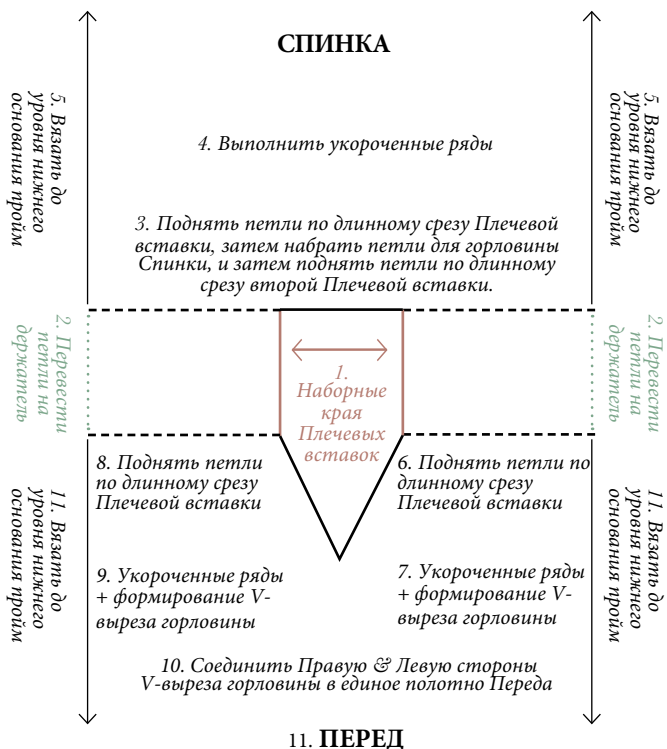 СПИНКА
5. Вязать до
уровня нижнего
основания пройм
5. Вязать до
уровня нижнего
основания пройм
4. Выполнить укороченные ряды
3. Поднять петли по длинному срезу Плечевой
вставки, затем набрать петли для горловины
Спинки, и затем поднять петли по длинному
срезу второй Плечевой вставки.
2. Перевести
петли на
держатель
1.
Наборные
края
Плечевых
вставок
2. Перевести
петли на
держатель
8. Поднять петли
по длинному срезу
Плечевой вставки
6. Поднять петли по
длинному срезу
Плечевой вставки
11. Вязать до
уровня нижнего
основания пройм
11. Вязать до
уровня нижнего
основания пройм
9. Укороченные ряды
+ формирование V-
выреза горловины
7. Укороченные ряды
+ формирование V-
выреза горловины
10. Соединить Правую & Левую стороны
V-выреза горловины в единое полотно Переда
11. ПЕРЕД